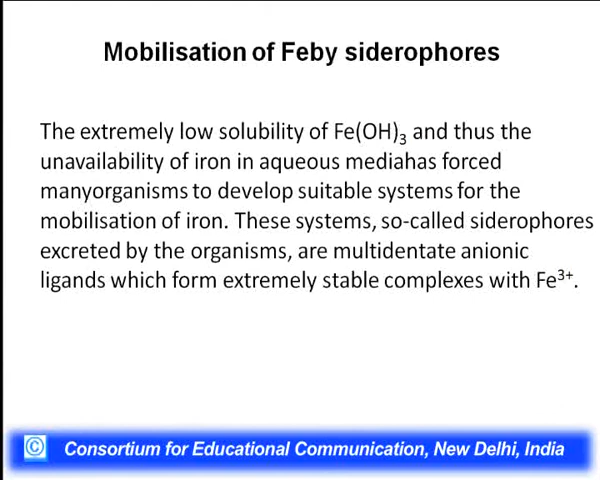 Mobilisation of Feby siderophores
The extremely low solubility of Fe(OH)₃ and thus the
unavailability of iron in aqueous mediahas forced
manyorganisms to develop suitable systems for the
mobilisation of iron. These systems, so-called siderophores
excreted by the organisms, are multidentate anionic
ligands which form extremely stable complexes with Fe³⁺.
© Consortium for Educational Communication, New Delhi, India